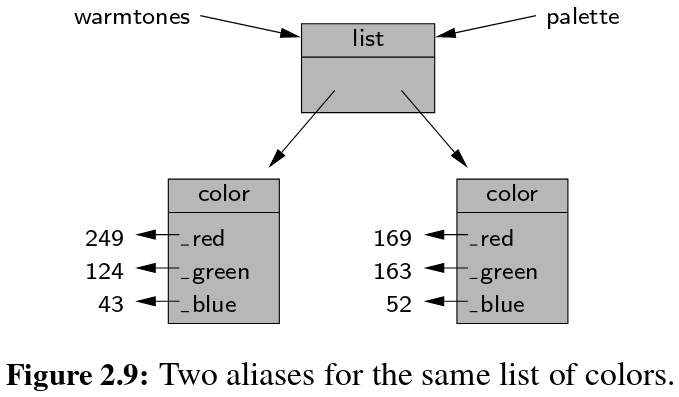 warmtones palette
list
color color
249 _red 169 _red
124 _green 163 _green
43 _blue 52 _blue
Figure 2.9: Two aliases for the same list of colors.